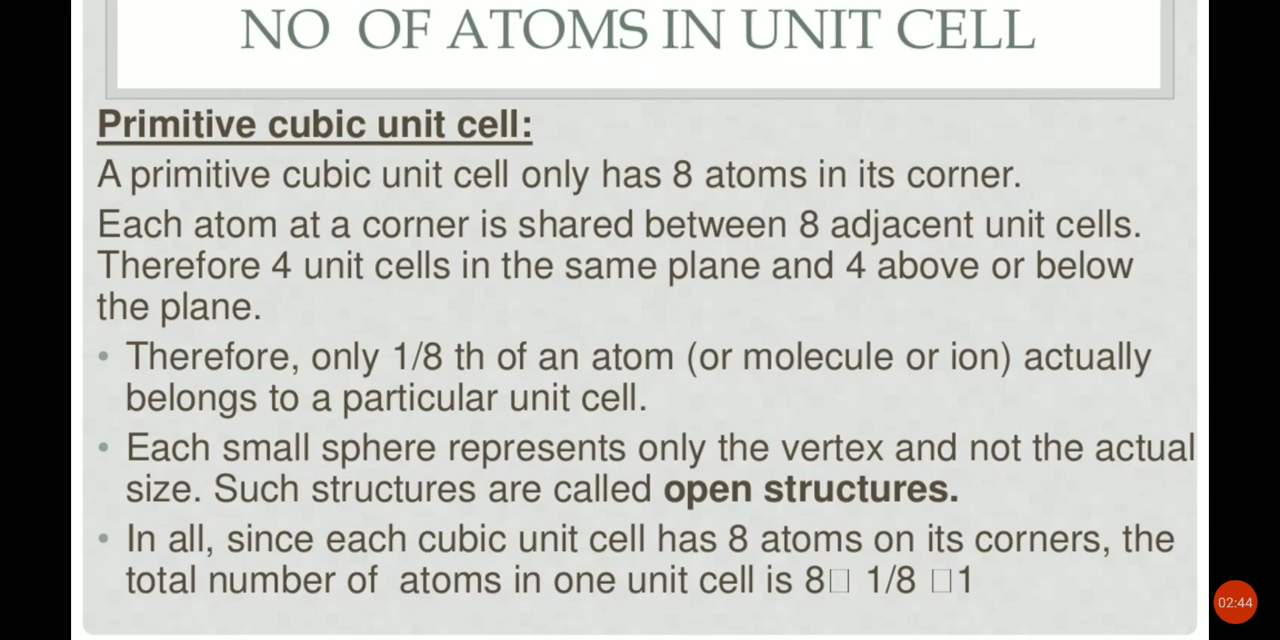 NO OF ATOMS IN UNIT CELL
Primitive cubic unit cell:
A primitive cubic unit cell only has 8 atoms in its corner.
Each atom at a corner is shared between 8 adjacent unit cells.
Therefore 4 unit cells in the same plane and 4 above or below
the plane.
• Therefore, only 1/8 th of an atom (or molecule or ion) actually
belongs to a particular unit cell.
• Each small sphere represents only the vertex and not the actual
size. Such structures are called open structures.
• In all, since each cubic unit cell has 8 atoms on its corners, the
total number of atoms in one unit cell is 8□ 1/8 □1
02:44